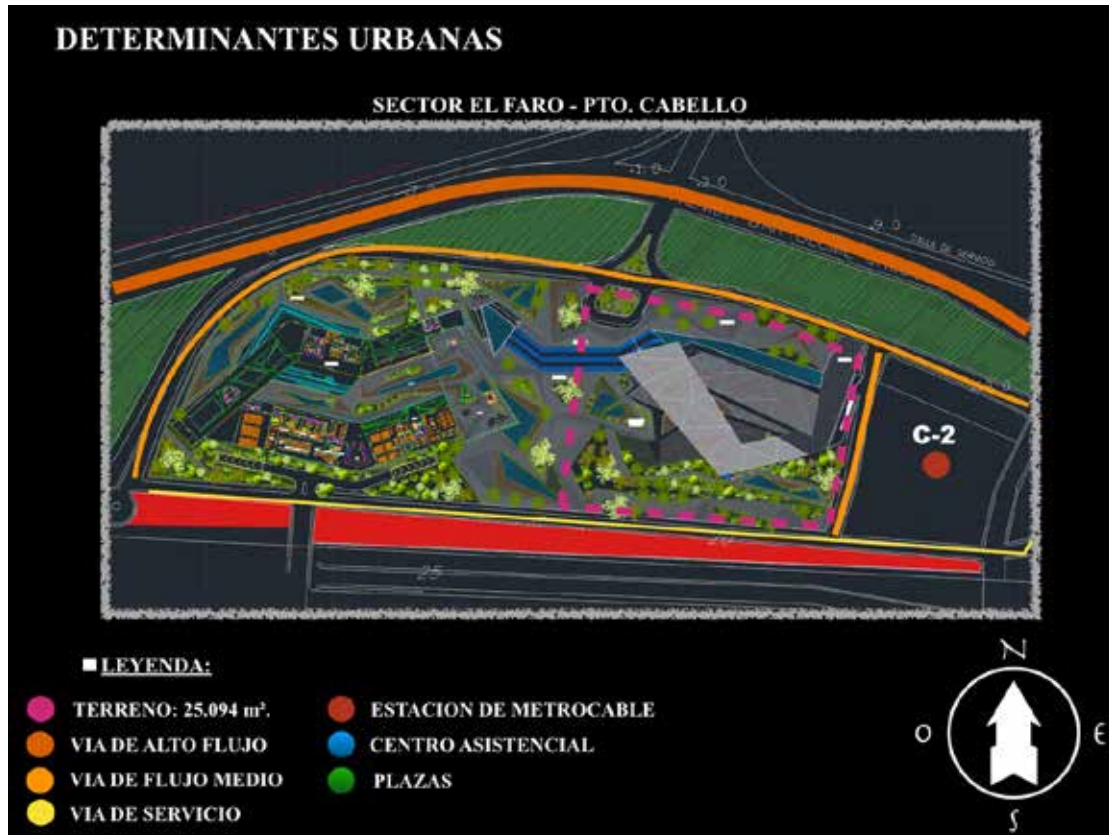 DETERMINANTES URBANAS
SECTOR EL FARO - PTO. CABELLO
C-2
25
LEYENDA:
TERRENO: 25.094 m².
VIA DE ALTO FLUJO
VIA DE FLUJO MEDIO
VIA DE SERVICIO
ESTACION DE METROCABLE
CENTRO ASISTENCIAL
PLAZAS
N
O
E
S